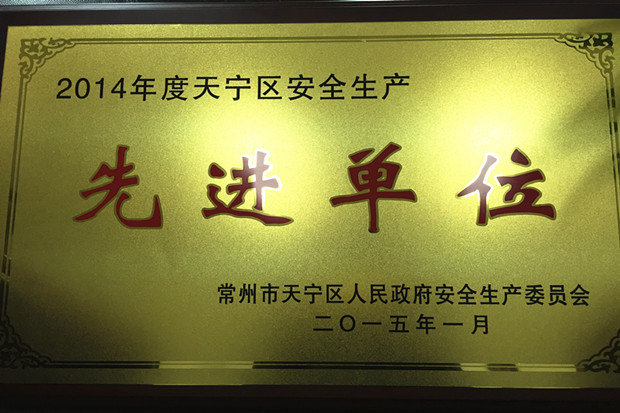 2014年度天宁区安全生产
先进单位
常州市天宁区人民政府安全生产委员会
二〇一五年一月